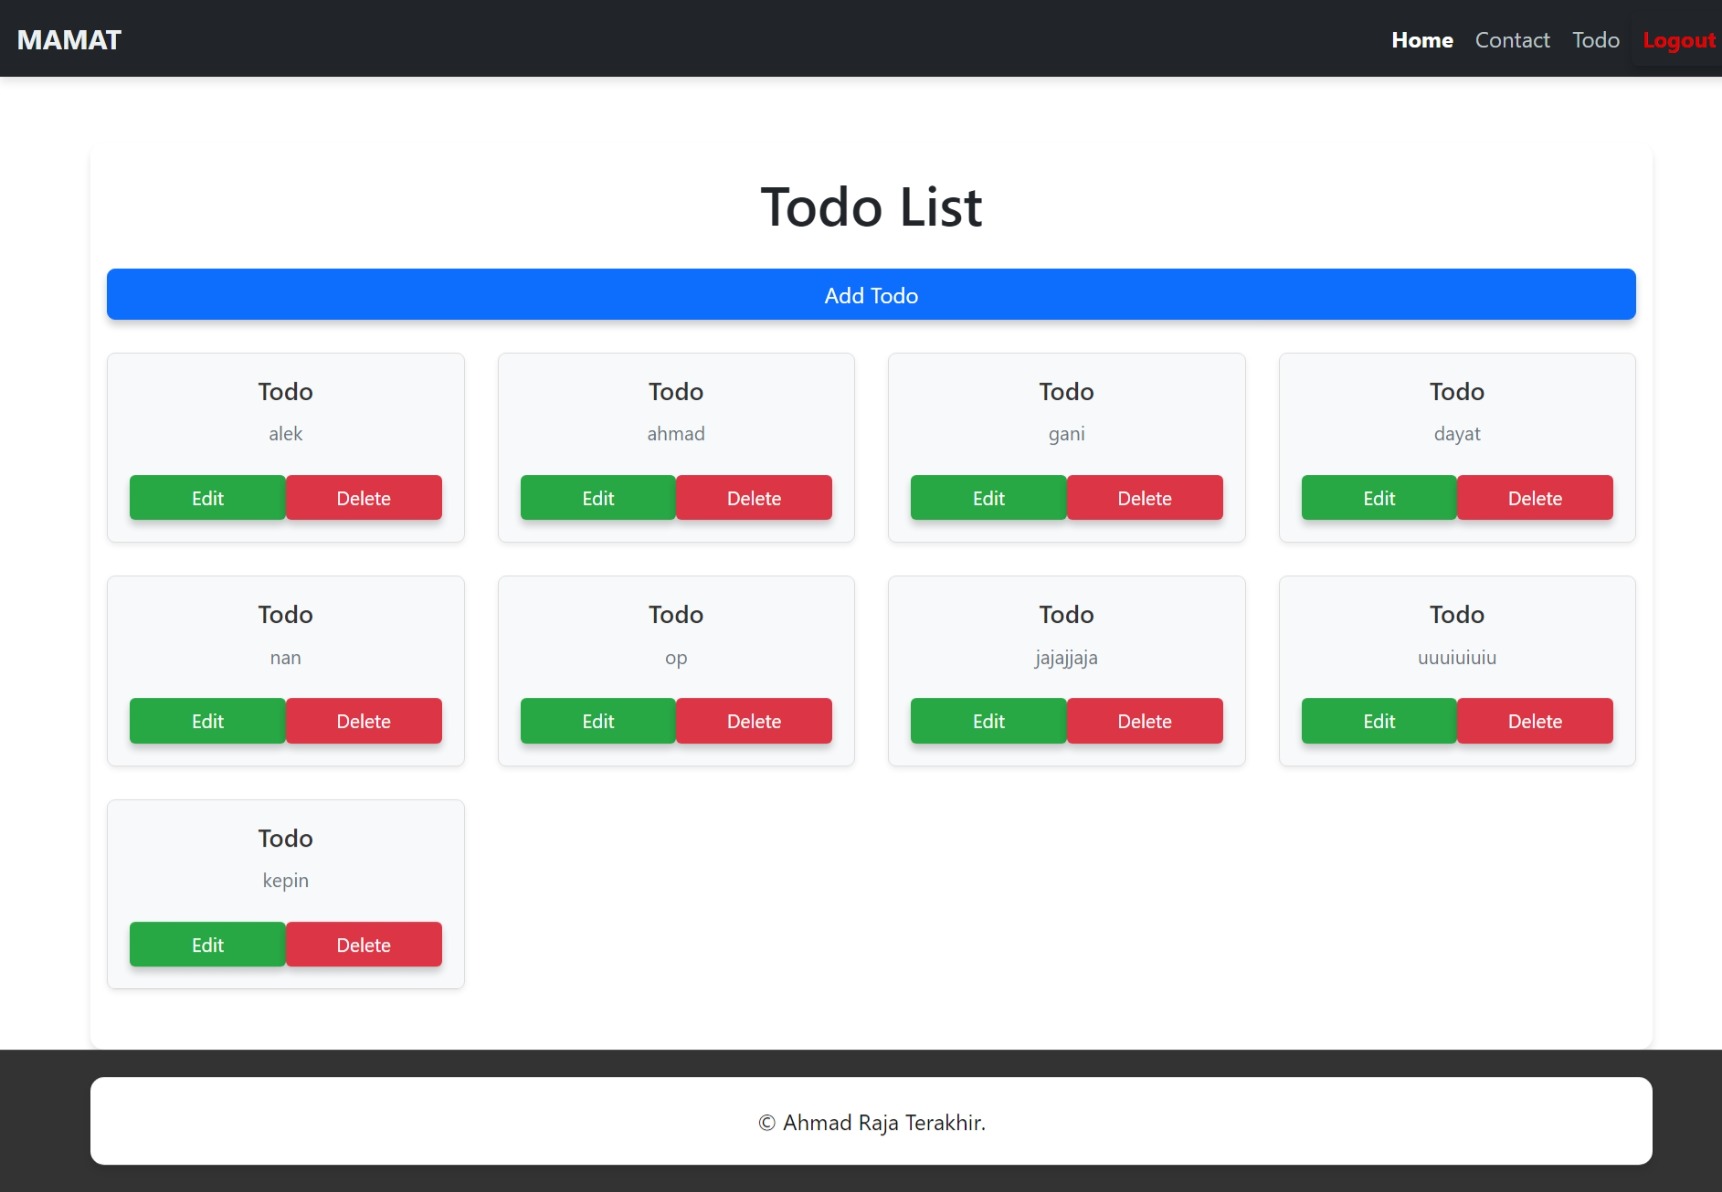 MAMAT Home Contact Todo Logout
Todo List
Add Todo
Todo Todo Todo Todo
alek ahmad gani dayat
Edit Delete Edit Delete Edit Delete Edit Delete
Todo Todo Todo Todo
nan op jajajjaja uuuiuiuiu
Edit Delete Edit Delete Edit Delete Edit Delete
Todo
kepin
Edit Delete
© Ahmad Raja Terakhir.